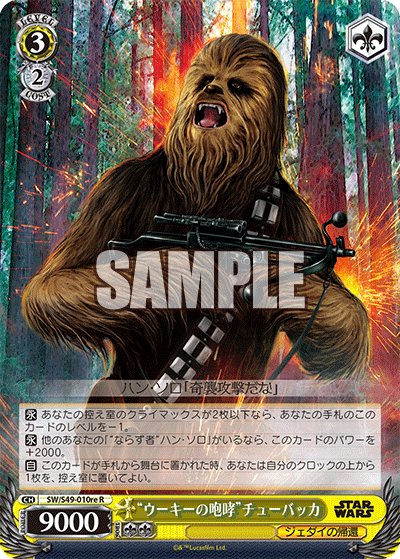 LEVEL
3
2
COST
SAMPLE
ハン・ソロ「奇襲攻撃だな!」
永 あなたの控え室のクライマックスが2枚以下なら、あなたの手札のこのカードのレベルを－1。
永 他のあなたの「“ならず者”ハン・ソロ」がいるなら、このカードのパワーを＋2000。
自 このカードが手札から舞台に置かれた時、あなたは自分のクロックの上から1枚を、控え室に置いてよい。
CH SW/S49-010re R
“ウーキーの咆哮”チューバッカ
STAR WARS
9000
ジェダイの帰還
©&™Lucasfilm Ltd.